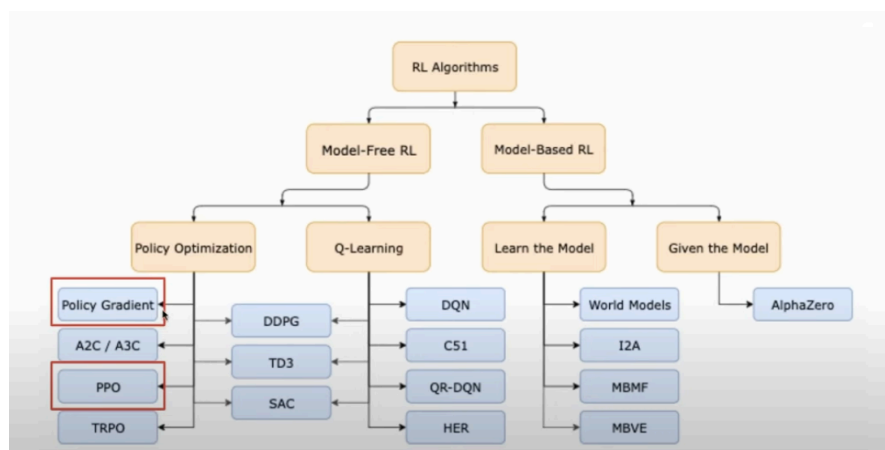 RL Algorithms
Model-Free RL
Model-Based RL
Policy Optimization
Q-Learning
Learn the Model
Given the Model
Policy Gradient
DDPG
DQN
World Models
AlphaZero
A2C / A3C
TD3
C51
I2A
PPO
SAC
QR-DQN
MBMF
TRPO
HER
MBVE